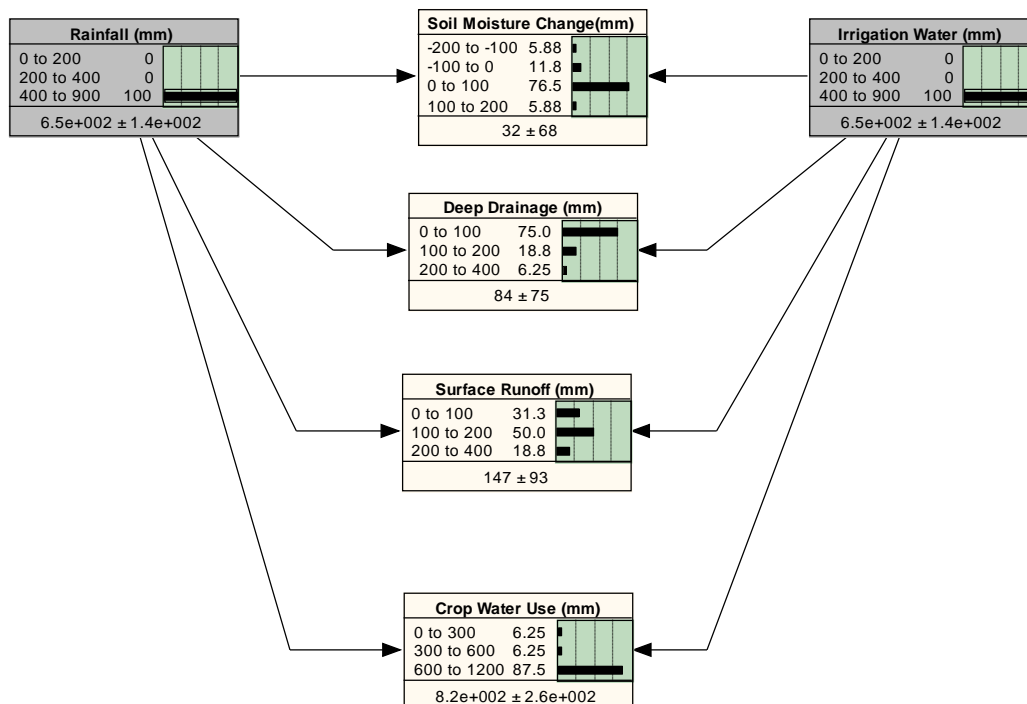 Rainfall (mm)
0 to 200 0
200 to 400 0
400 to 900 100
6.5e+002 ± 1.4e+002
Soil Moisture Change(mm)
-200 to -100 5.88
-100 to 0 11.8
0 to 100 76.5
100 to 200 5.88
32 ± 68
Irrigation Water (mm)
0 to 200 0
200 to 400 0
400 to 900 100
6.5e+002 ± 1.4e+002
Deep Drainage (mm)
0 to 100 75.0
100 to 200 18.8
200 to 400 6.25
84 ± 75
Surface Runoff (mm)
0 to 100 31.3
100 to 200 50.0
200 to 400 18.8
147 ± 93
Crop Water Use (mm)
0 to 300 6.25
300 to 600 6.25
600 to 1200 87.5
8.2e+002 ± 2.6e+002